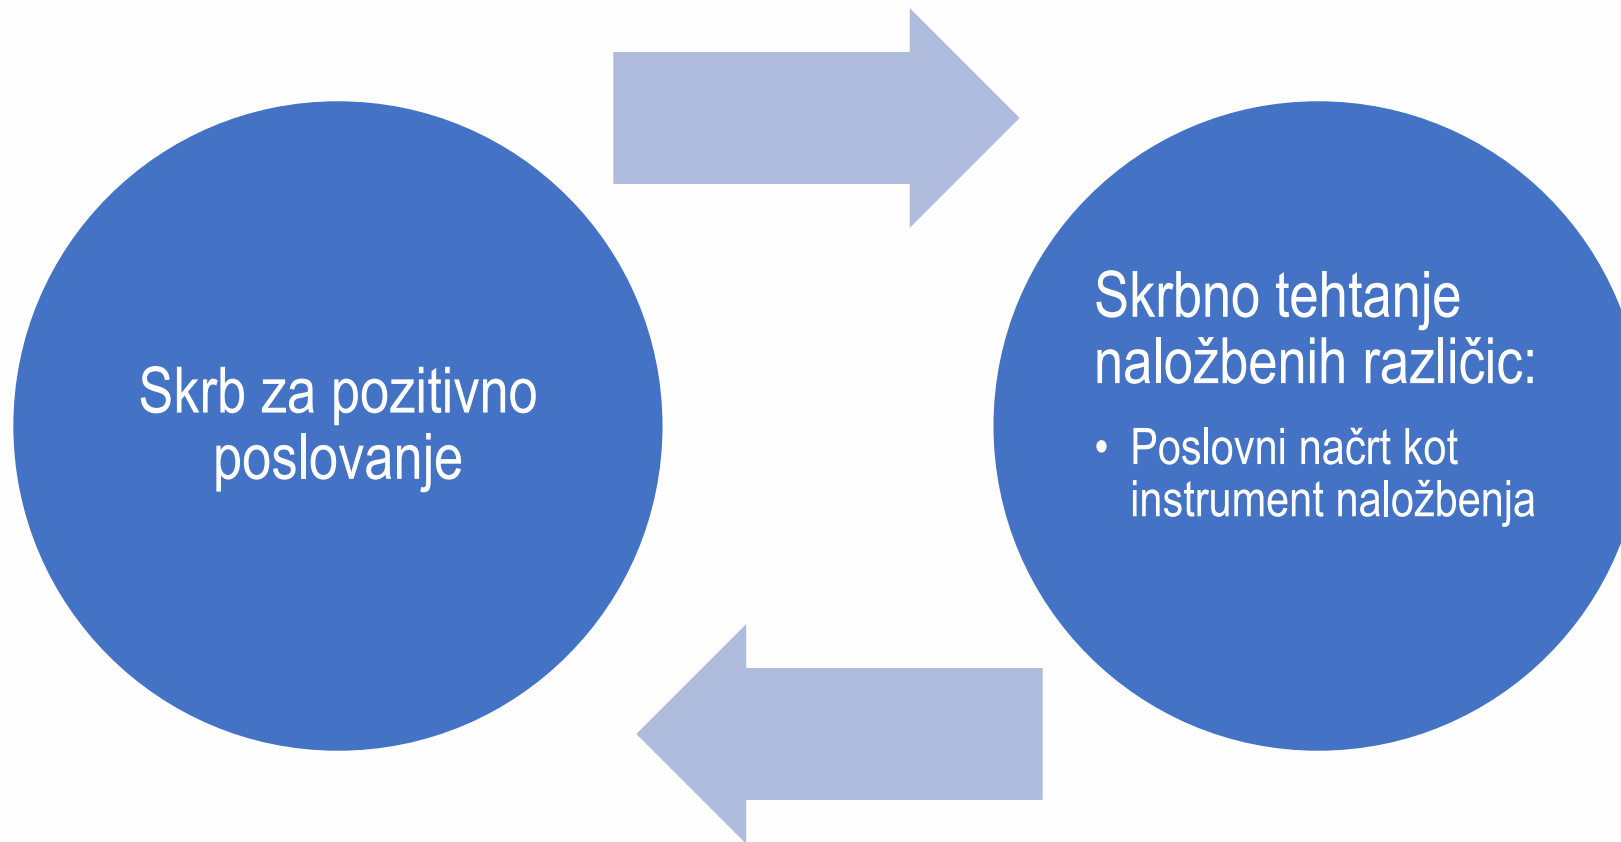 Skrb za pozitivno
poslovanje
Skrbno tehtanje
naložbenih različic:
• Poslovni načrt kot
instrument naložbenja